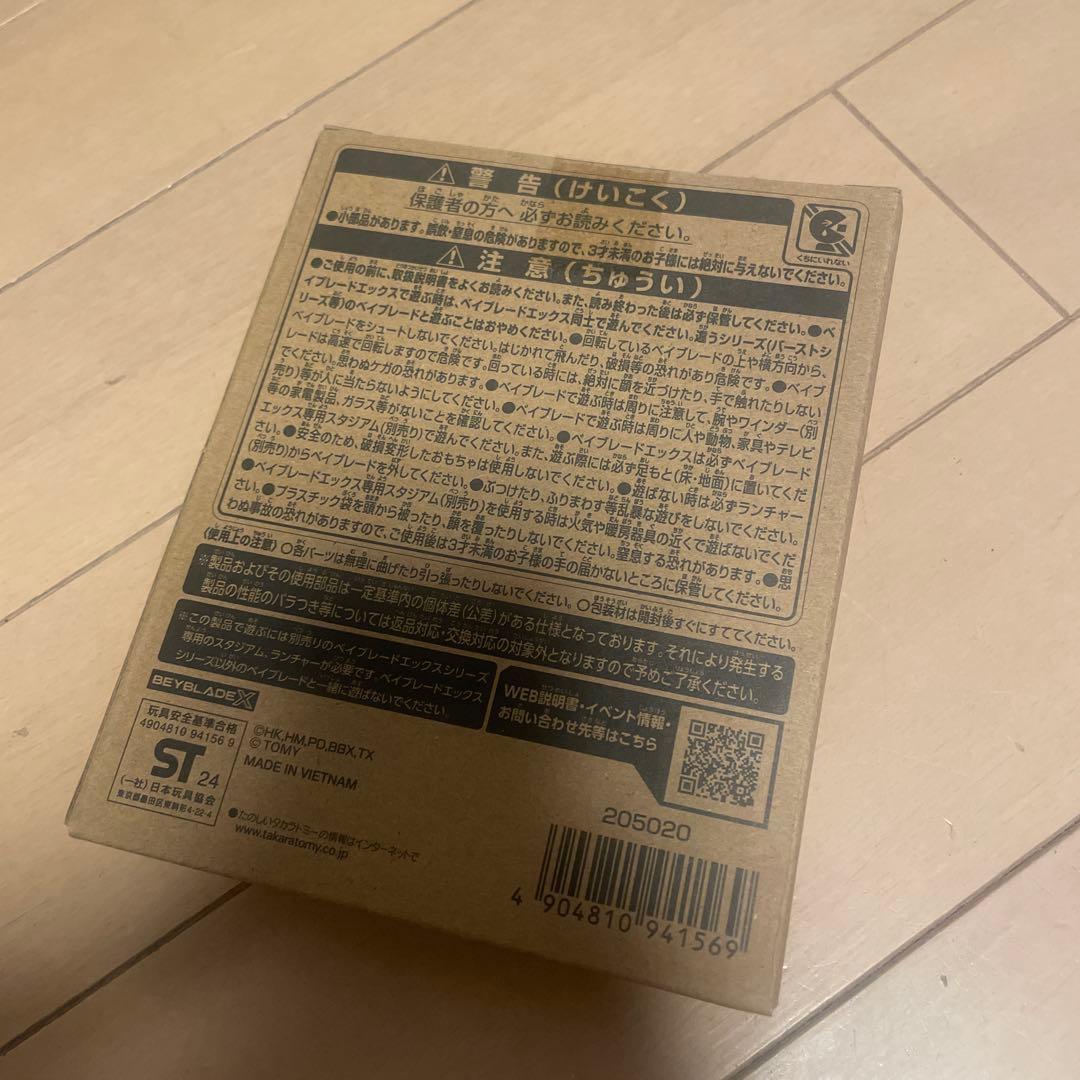 警告(けいこく)
保護者の方へ 必ずお読みください。
●小部品があります。誤飲・窒息の危険がありますので、3才未満のお子様には絶対に与えないでください。
くちにいれない
注意(ちゅうい)
●ご使用の前に、取扱説明書をよくお読みください。また、読み終わった後は必ず保管してください。●ベ
イブレードエックスで遊ぶ時は、ベイブレードエックス同士で遊んでください。違うシリーズ(バーストシ
リーズ等)のベイブレードと遊ぶことはおやめください。●回転しているベイブレードの上や横方向から、
ベイブレードをシュートしないでください。はじかれて飛んだり、破損等の恐れがあり危険です。●ベイブ
レードは高速で回転しますので危険です。回っている時には、絶対に顔を近づけたり、手で触れたりしない
でください。思わぬケガの恐れがあります。●ベイブレードで遊ぶ時は周りに注意して、腕やワインダー(別
売り)等が人に当たらないようにしてください。●ベイブレードで遊ぶ時は周りに人や動物、家具やテレビ
等の家電製品、ガラス等がないことを確認してください。●ベイブレードエックスは必ずベイブレード
エックス専用スタジアム(別売り)で遊んでください。また、遊ぶ際には必ず足もと(床・地面)に置いてくだ
さい。●安全のため、破損変形したおもちゃは使用しないでください。●遊ばない時は必ずランチャー
(別売り)からベイブレードを外してください。●ぶつけたり、ふりまわす等乱暴な遊びをしないでください。
●ベイブレードエックス専用スタジアム(別売り)を使用する時は火気や暖房器具の近くで遊ばないでくだ
さい。●プラスチック袋を頭から被ったり、顔を覆ったりしないでください。窒息する恐れがあります。●思
わぬ事故の恐れがありますので、ご使用後は3才未満のお子様の手の届かないところに保管してください。
〈使用上の注意〉○各パーツは無理に曲げたり引っ張ったりしないでください。○包装材は開封後すぐにすててください。
※製品およびその使用部品は一定基準内の個体差(公差)がある仕様となっております。それにより発生する
製品の性能のバラつき等については返品対応・交換対応の対象外となりますので予めご了承ください。
※この製品で遊ぶには別売りのベイブレードエックスシリーズ
専用のスタジアム、ランチャーが必要です。ベイブレードエックス
シリーズ以外のベイブレードと一緒に遊ばないでください。
WEB説明書・イベント情報・
お問い合わせ先等はこちら
BEYBLADE X
玩具安全基準合格
4904810 94156 9
ST 24
(一社)日本玩具協会
東京都墨田区東駒形4-22-4
©HK,HM,PD,BBX,TX
© TOMY
MADE IN VIETNAM
●たのしいタカラトミーの情報はインターネットで
www.takaratomy.co.jp
205020
4 904810 941569